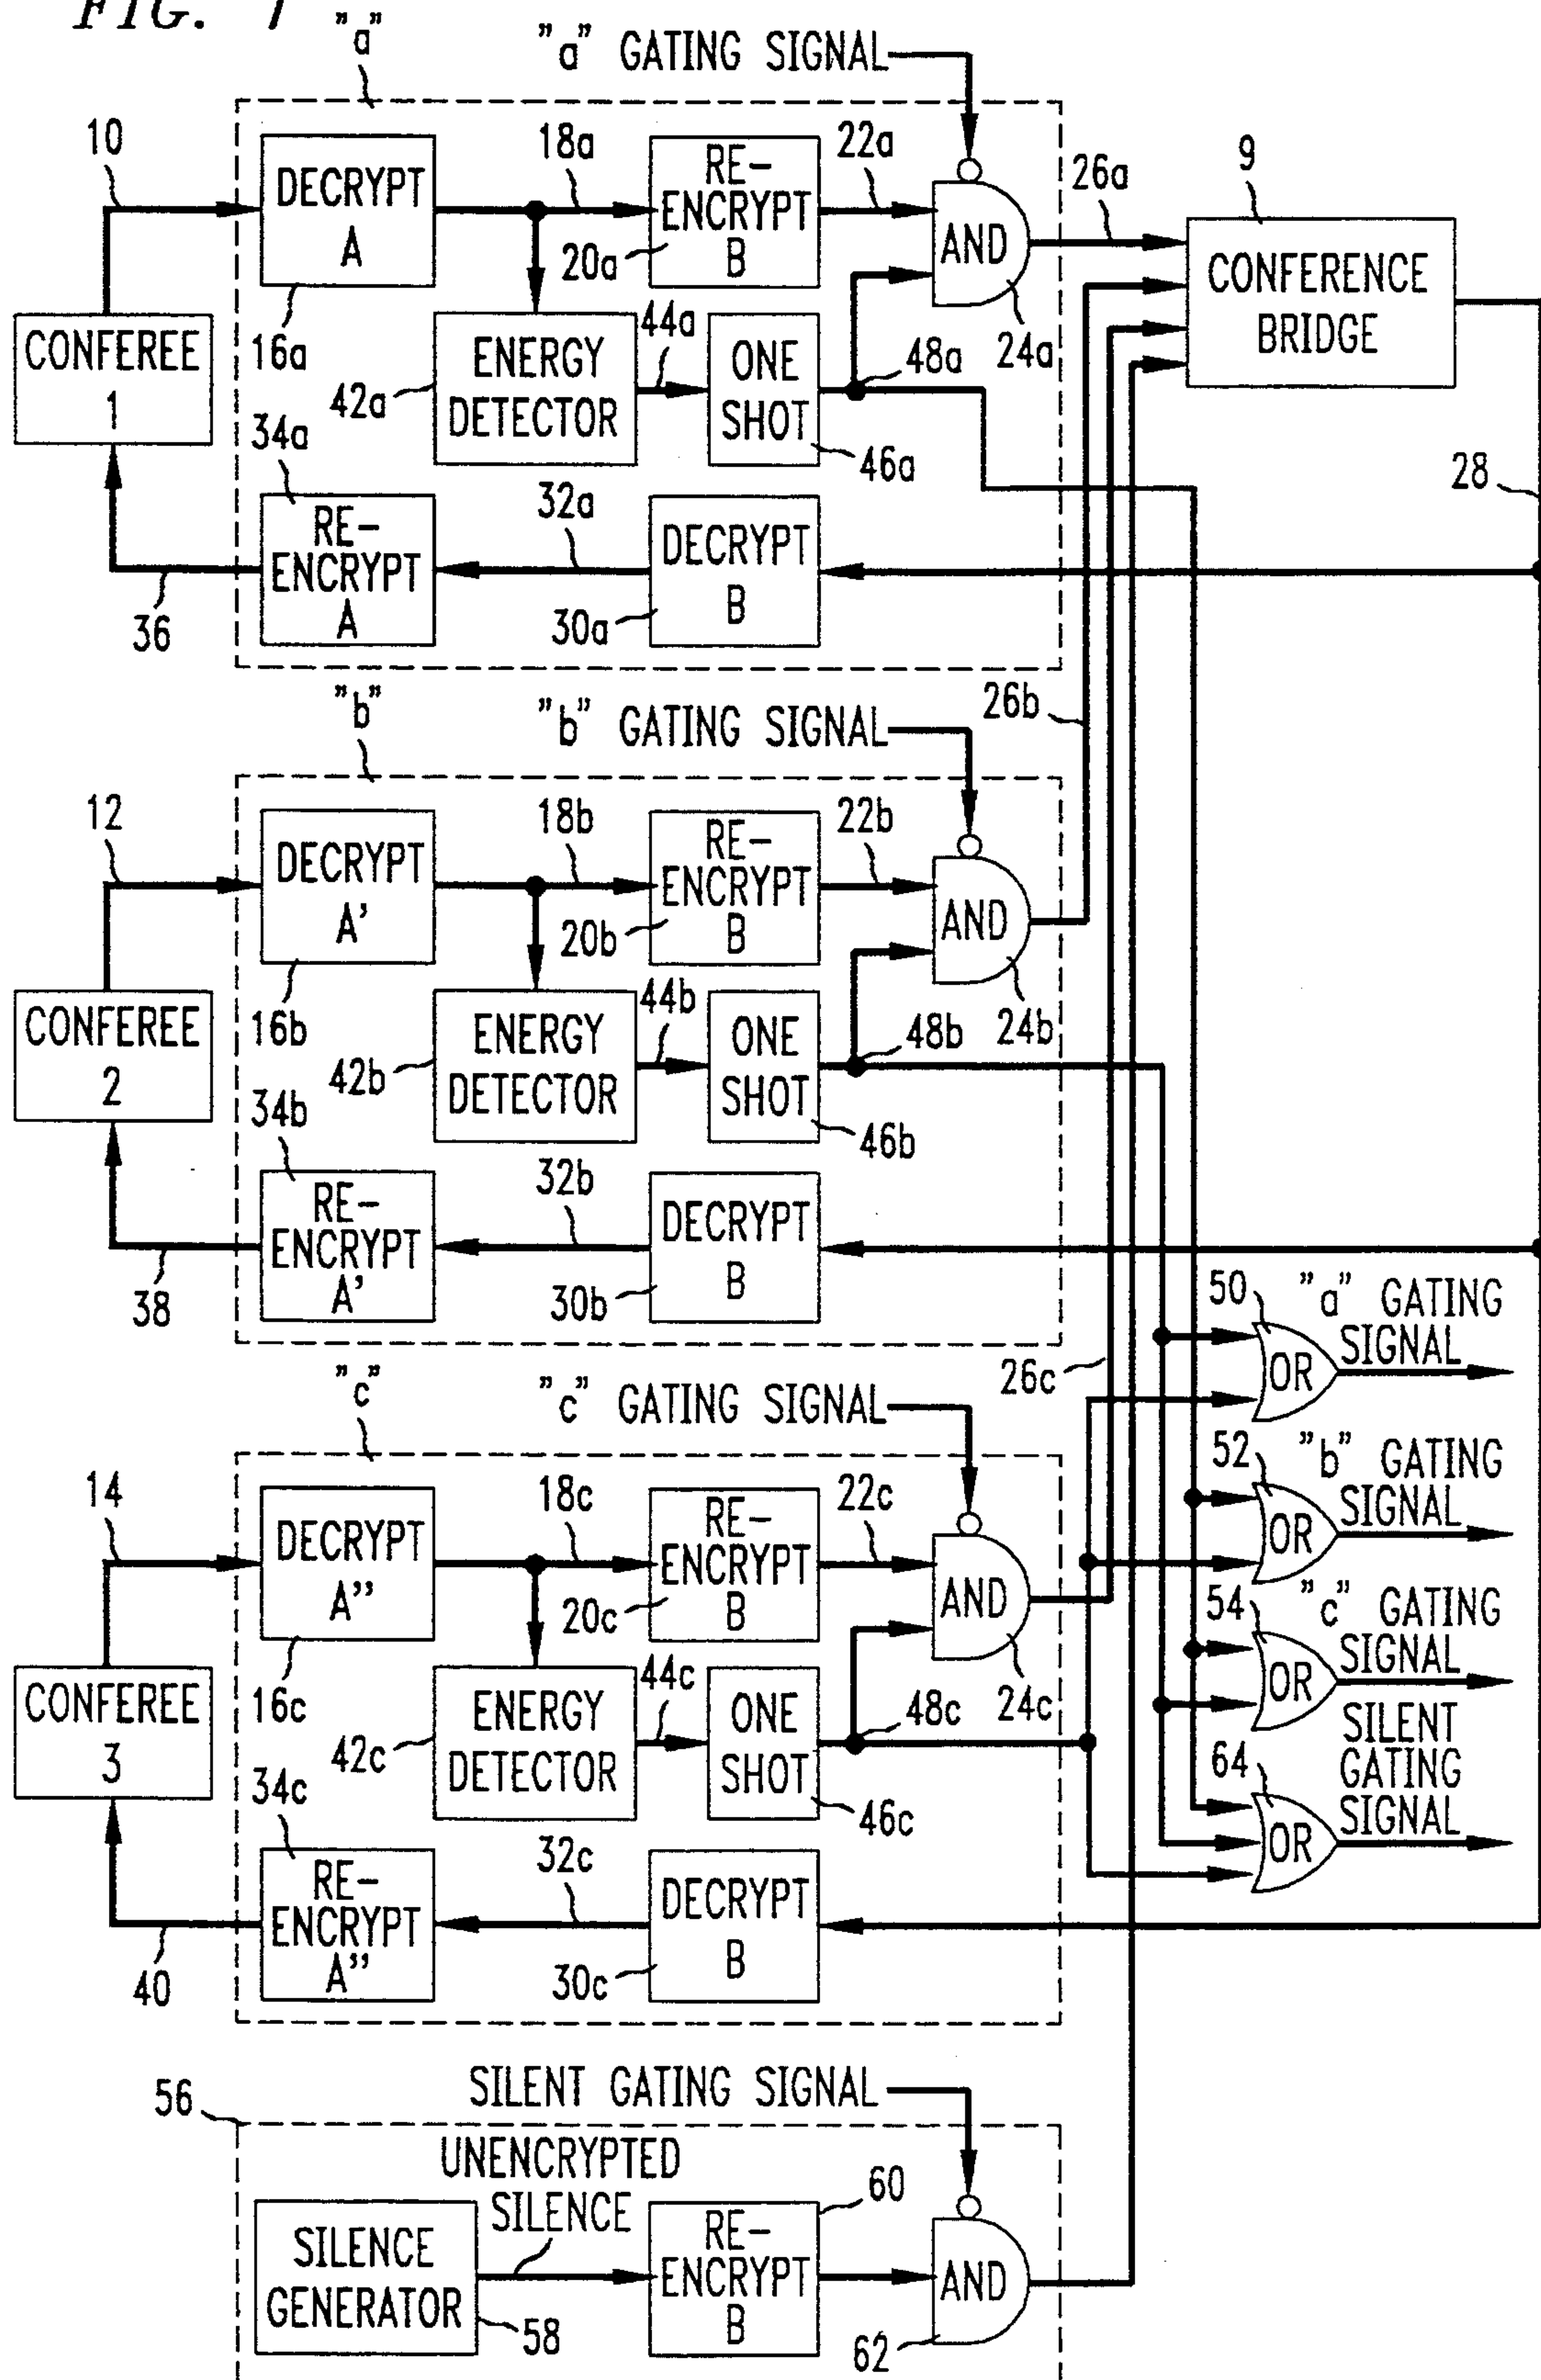 FIG. 1
"a"
"a" GATING SIGNAL
10
DECRYPT
A
18a
RE-
ENCRYPT
B
20a
22a
AND
24a
26a
9
CONFERENCE
BRIDGE
CONFEREE
1
16a
42a
ENERGY
DETECTOR
44a
ONE
SHOT
46a
48a
28
34a
RE-
ENCRYPT
A
32a
DECRYPT
B
30a
36
"b"
"b" GATING SIGNAL
26b
12
DECRYPT
A'
18b
RE-
ENCRYPT
B
20b
22b
AND
24b
CONFEREE
2
16b
42b
ENERGY
DETECTOR
44b
ONE
SHOT
46b
48b
34b
RE-
ENCRYPT
A'
32b
DECRYPT
B
30b
38
50
OR
"a" GATING
SIGNAL
26c
"c"
"c" GATING SIGNAL
52
OR
"b" GATING
SIGNAL
14
DECRYPT
A"
18c
RE-
ENCRYPT
B
20c
22c
AND
24c
54
OR
"c" GATING
SIGNAL
CONFEREE
3
16c
42c
ENERGY
DETECTOR
44c
ONE
SHOT
46c
48c
64
OR
SILENT
GATING
SIGNAL
34c
RE-
ENCRYPT
A"
32c
DECRYPT
B
30c
40
SILENT GATING SIGNAL
56
UNENCRYPTED
SILENCE
SILENCE
GENERATOR
58
60
RE-
ENCRYPT
B
AND
62